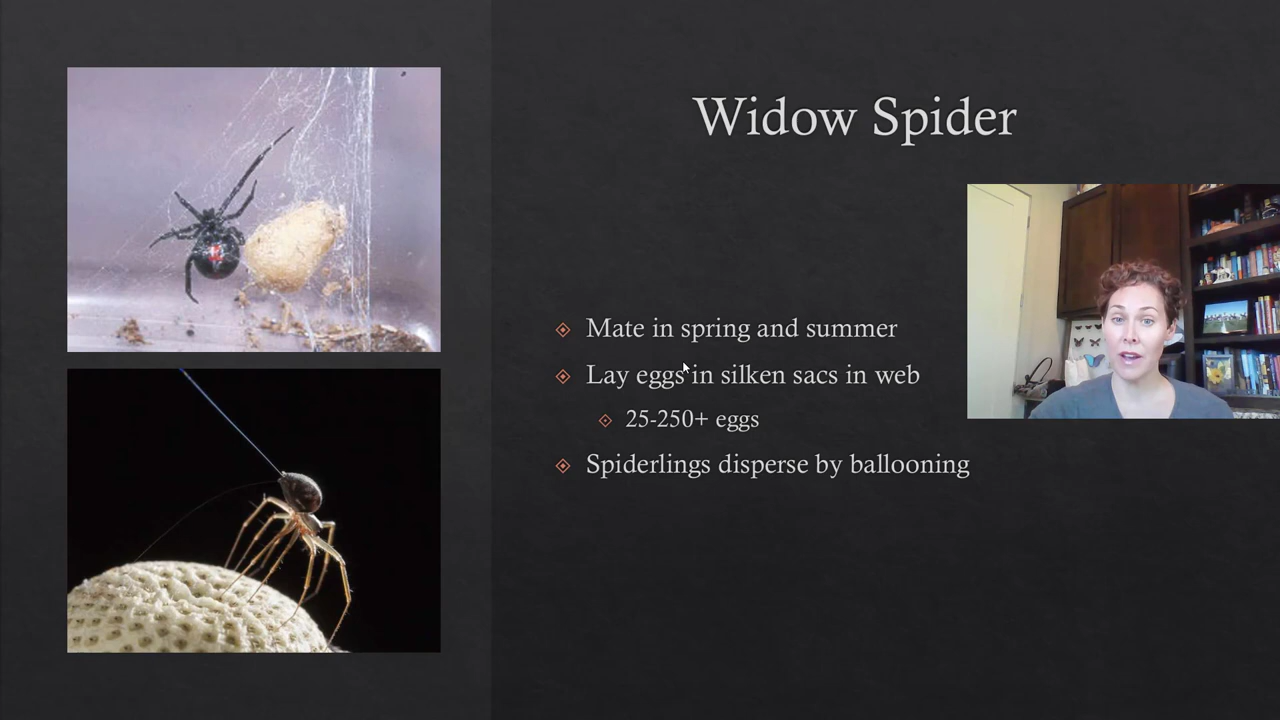 Widow Spider
Mate in spring and summer
Lay eggs in silken sacs in web
25-250+ eggs
Spiderlings disperse by ballooning